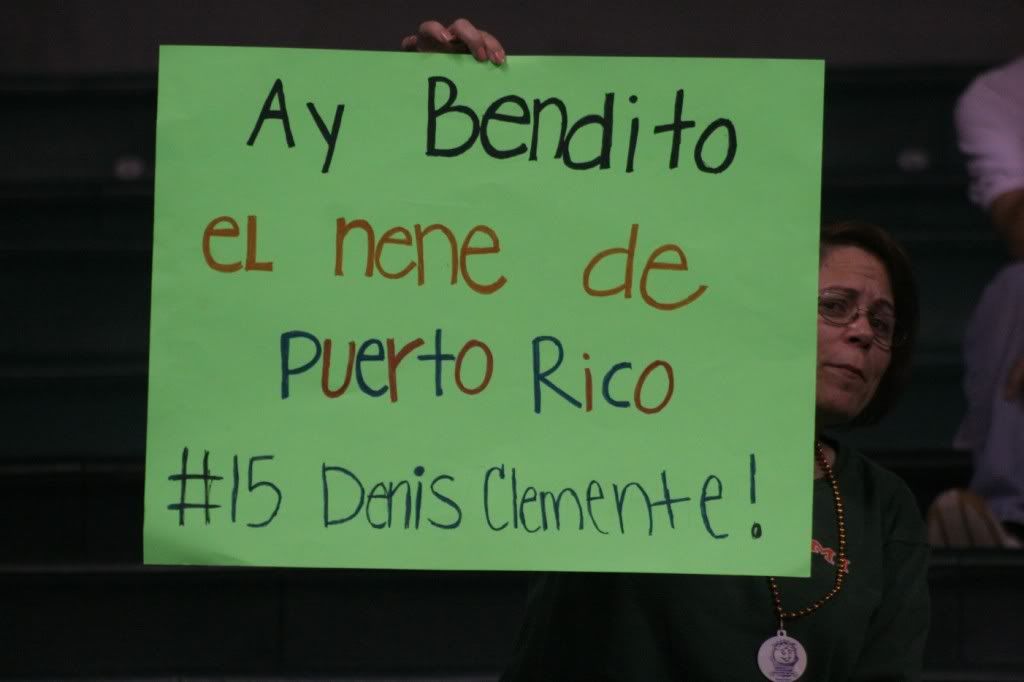 Ay Bendito
eL nene de
Puerto Rico
#15 Denis Clemente!